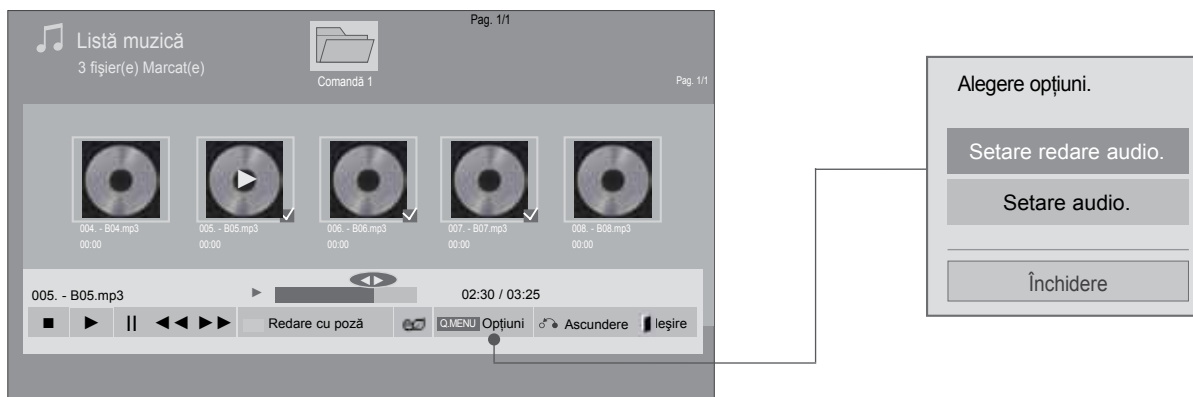 Pag. 1/1
Listă muzică
3 fişier(e) Marcat(e)
Comandă 1
Pag. 1/1
004. - B04.mp3
00:00
005. - B05.mp3
00:00
006. - B06.mp3
00:00
007. - B07.mp3
00:00
008. - B08.mp3
00:00
005. - B05.mp3
02:30 / 03:25
Redare cu poză
Q.MENU Opţiuni
Ascundere
Ieşire
Alegere opţiuni.
Setare redare audio.
Setare audio.
Închidere